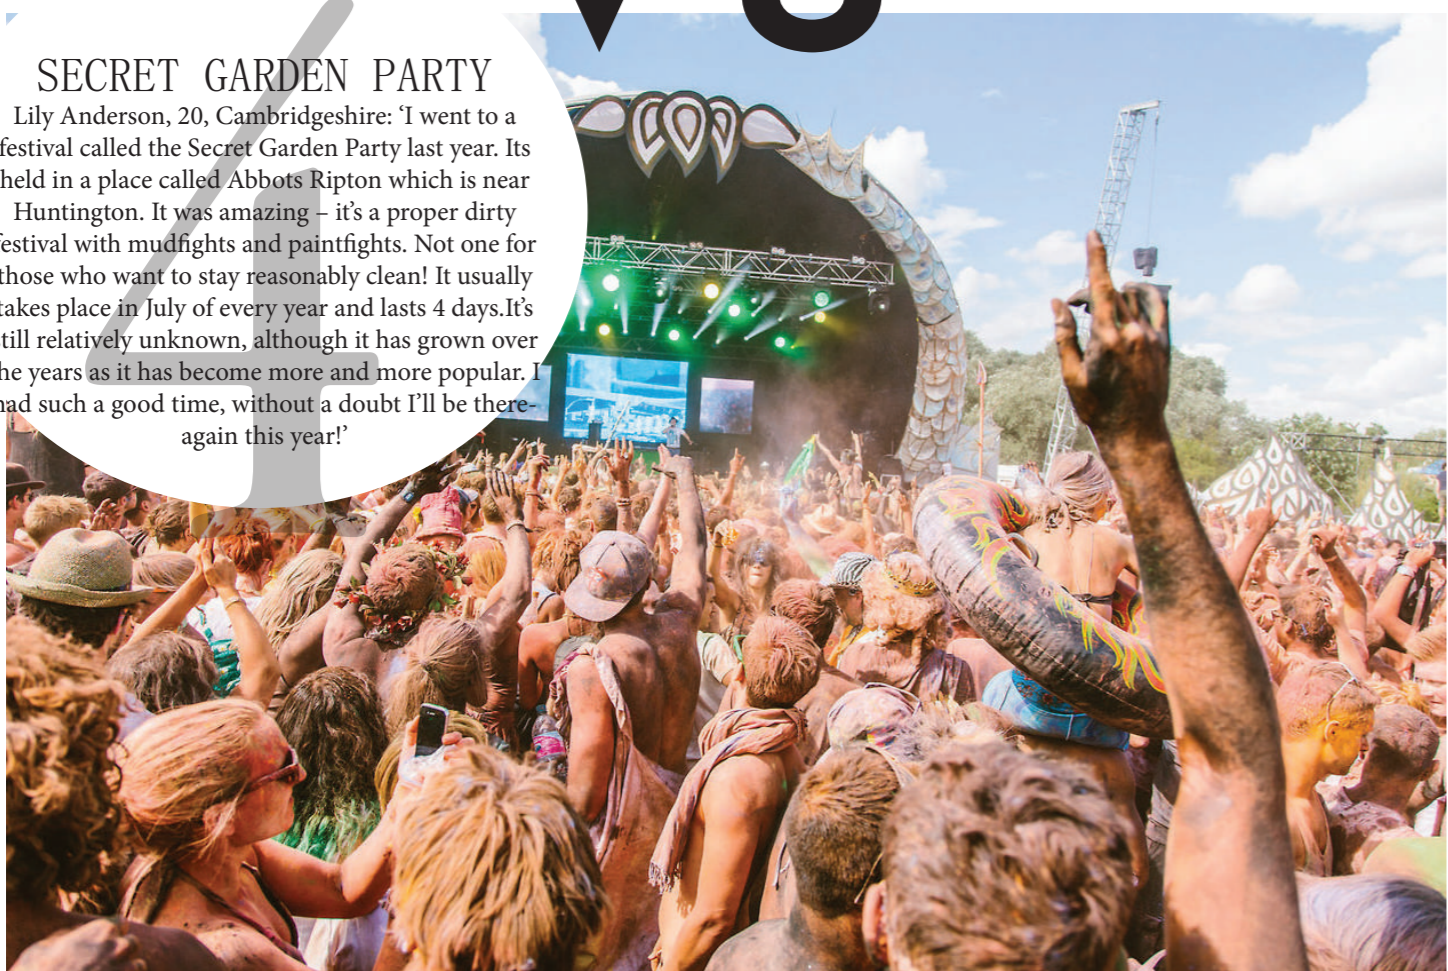 SECRET GARDEN PARTY
Lily Anderson, 20, Cambridgeshire: ‘I went to a
festival called the Secret Garden Party last year. Its
held in a place called Abbots Ripton which is near
Huntington. It was amazing – it’s a proper dirty
festival with mudfights and paintfights. Not one for
those who want to stay reasonably clean! It usually
takes place in July of every year and lasts 4 days.It’s
till relatively unknown, although it has grown over
he years as it has become more and more popular. I
had such a good time, without a doubt I’ll be there-
again this year!’
4